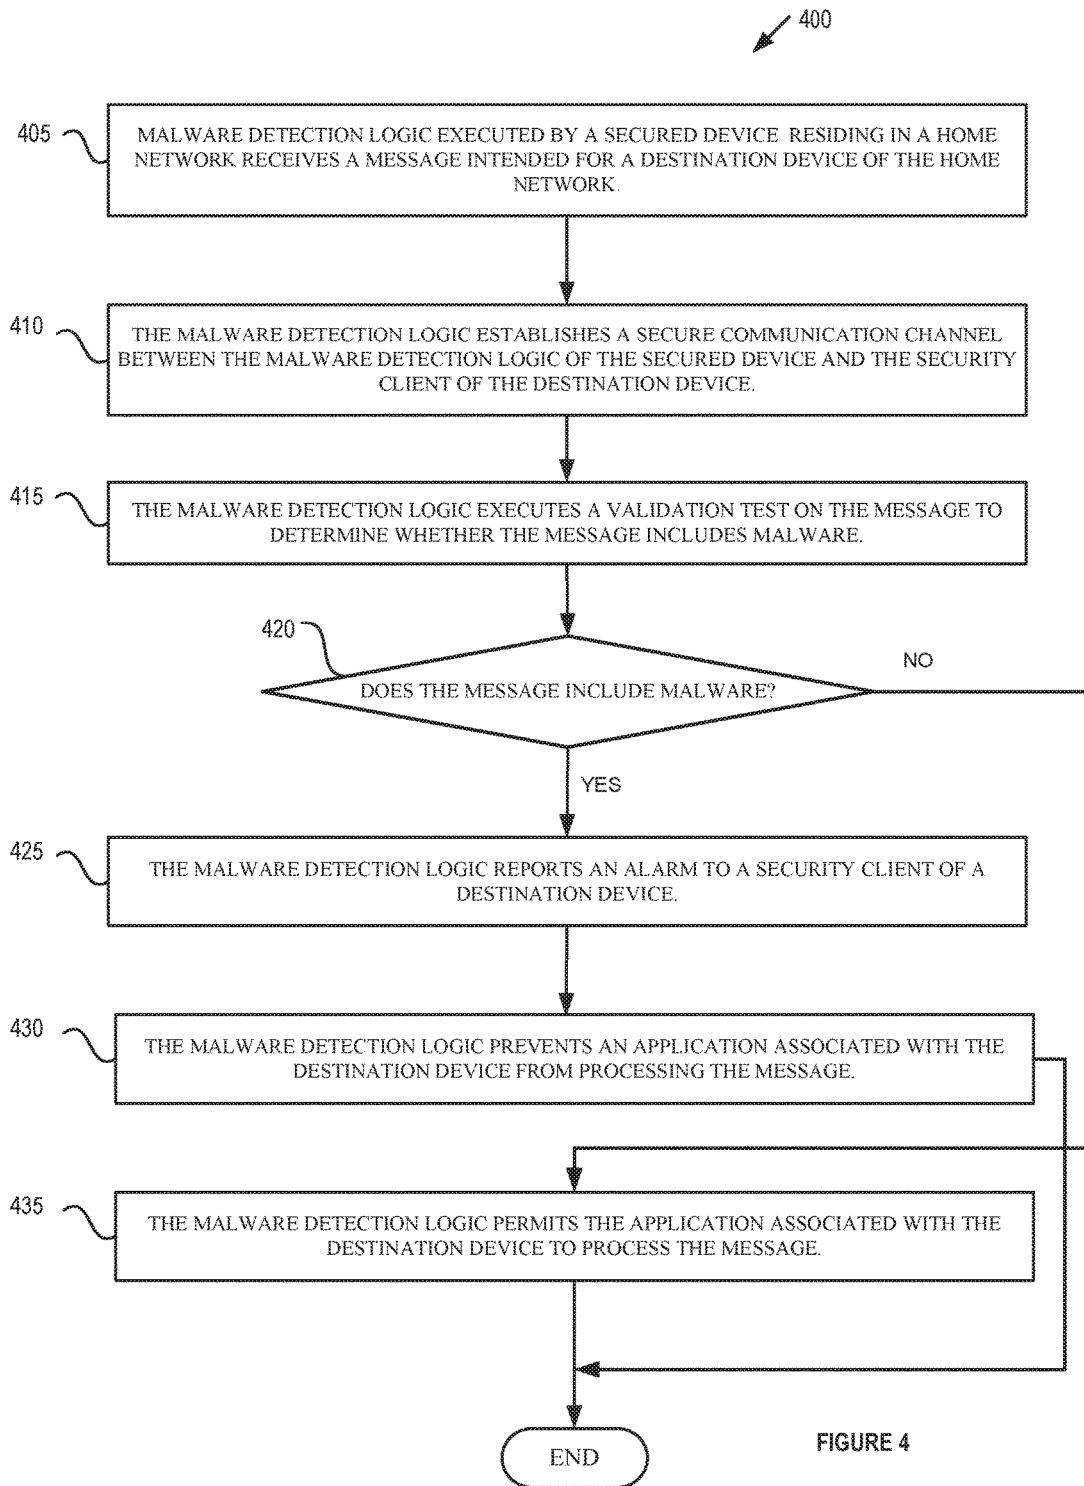 400
405
MALWARE DETECTION LOGIC EXECUTED BY A SECURED DEVICE RESIDING IN A HOME
NETWORK RECEIVES A MESSAGE INTENDED FOR A DESTINATION DEVICE OF THE HOME
NETWORK.
410
THE MALWARE DETECTION LOGIC ESTABLISHES A SECURE COMMUNICATION CHANNEL
BETWEEN THE MALWARE DETECTION LOGIC OF THE SECURED DEVICE AND THE SECURITY
CLIENT OF THE DESTINATION DEVICE.
415
THE MALWARE DETECTION LOGIC EXECUTES A VALIDATION TEST ON THE MESSAGE TO
DETERMINE WHETHER THE MESSAGE INCLUDES MALWARE.
420
NO
DOES THE MESSAGE INCLUDE MALWARE?
YES
425
THE MALWARE DETECTION LOGIC REPORTS AN ALARM TO A SECURITY CLIENT OF A
DESTINATION DEVICE.
430
THE MALWARE DETECTION LOGIC PREVENTS AN APPLICATION ASSOCIATED WITH THE
DESTINATION DEVICE FROM PROCESSING THE MESSAGE.
435
THE MALWARE DETECTION LOGIC PERMITS THE APPLICATION ASSOCIATED WITH THE
DESTINATION DEVICE TO PROCESS THE MESSAGE.
END
FIGURE 4